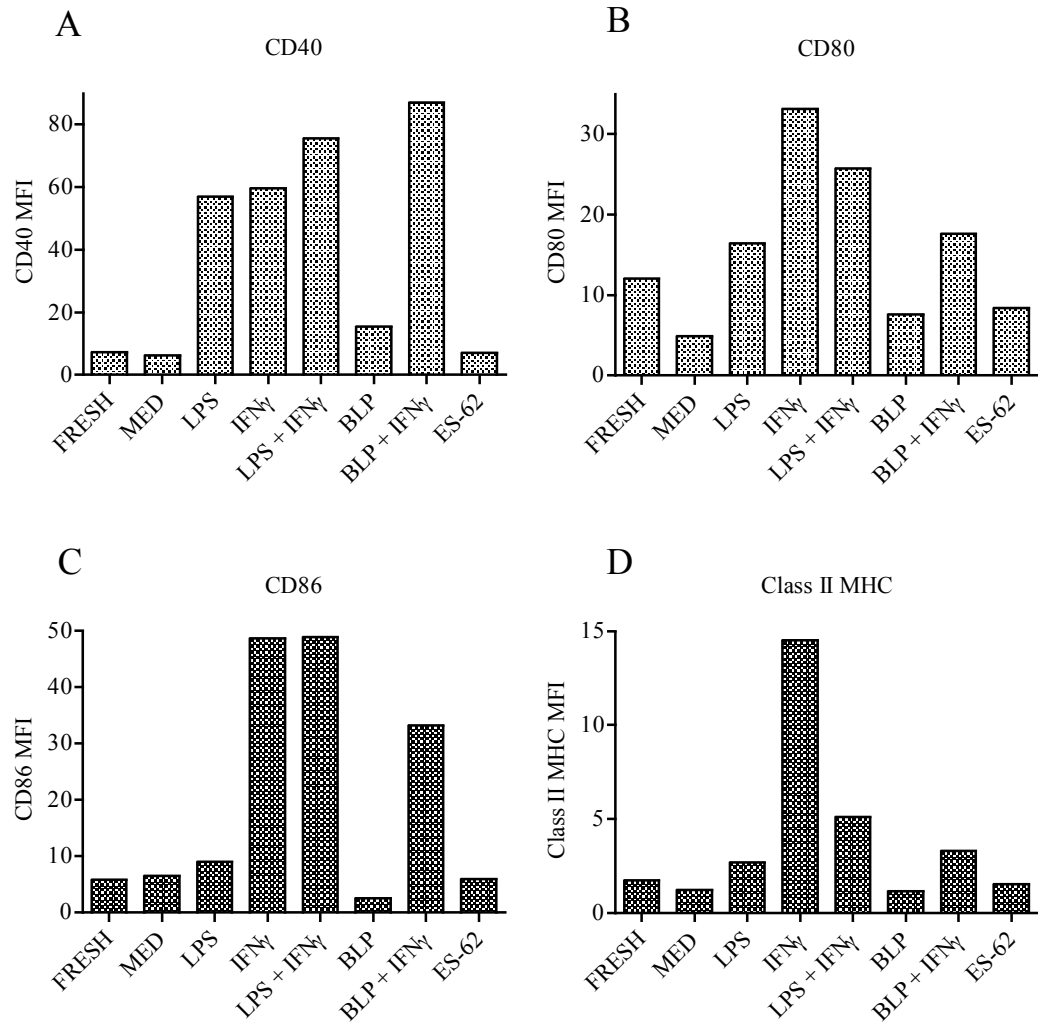 A
CD40
CD40 MFI
80
60
40
20
0
FRESH
MED
LPS
IFNγ
LPS + IFNγ
BLP
BLP + IFNγ
ES-62
B
CD80
CD80 MFI
30
20
10
0
FRESH
MED
LPS
IFNγ
LPS + IFNγ
BLP
BLP + IFNγ
ES-62
C
CD86
CD86 MFI
50
40
30
20
10
0
FRESH
MED
LPS
IFNγ
LPS + IFNγ
BLP
BLP + IFNγ
ES-62
D
Class II MHC
Class II MHC MFI
15
10
5
0
FRESH
MED
LPS
IFNγ
LPS + IFNγ
BLP
BLP + IFNγ
ES-62